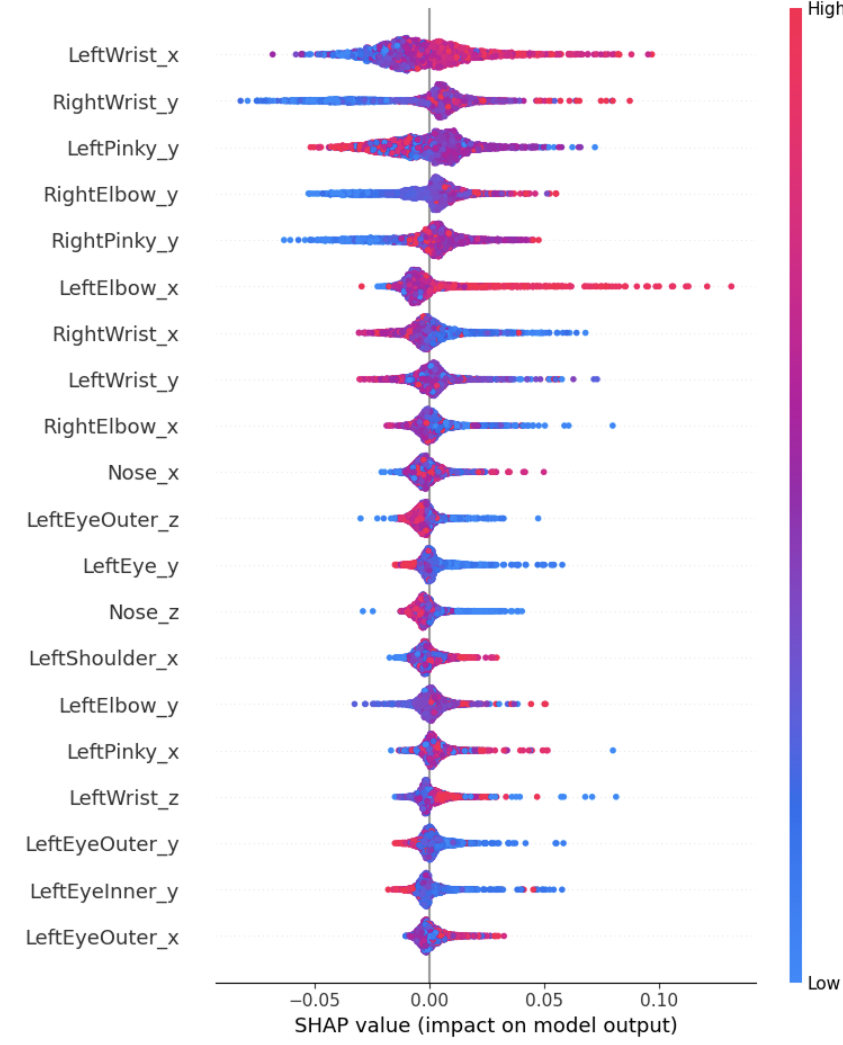 High
LeftWrist_x
RightWrist_y
LeftPinky_y
RightElbow_y
RightPinky_y
LeftElbow_x
RightWrist_x
LeftWrist_y
RightElbow_x
Nose_x
LeftEyeOuter_z
LeftEye_y
Nose_z
LeftShoulder_x
LeftElbow_y
LeftPinky_x
LeftWrist_z
LeftEyeOuter_y
LeftEyeInner_y
LeftEyeOuter_x
Low
−0.05 0.00 0.05 0.10
SHAP value (impact on model output)